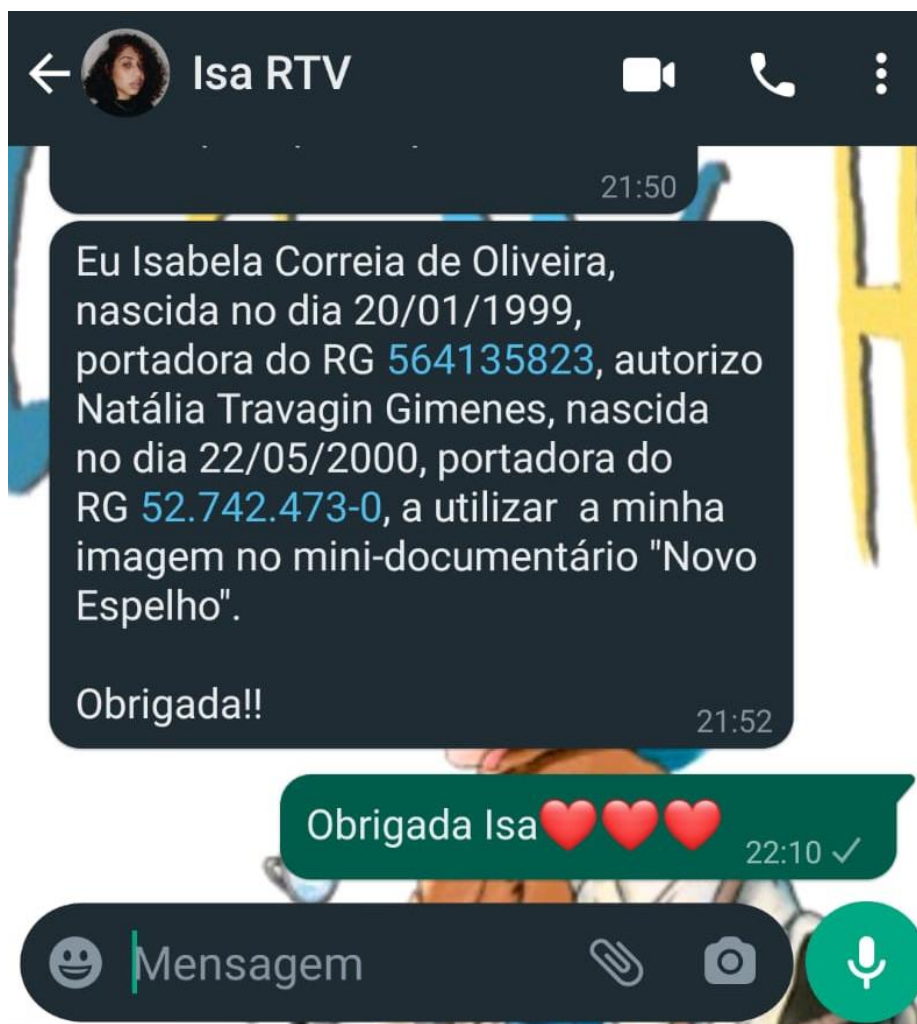 Isa RTV
21:50
Eu Isabela Correia de Oliveira,
nascida no dia 20/01/1999,
portadora do RG 564135823, autorizo
Natália Travagin Gimenes, nascida
no dia 22/05/2000, portadora do
RG 52.742.473-0, a utilizar  a minha
imagem no mini-documentário "Novo
Espelho".
Obrigada!!
21:52
Obrigada Isa❤️❤️❤️
22:10
Mensagem